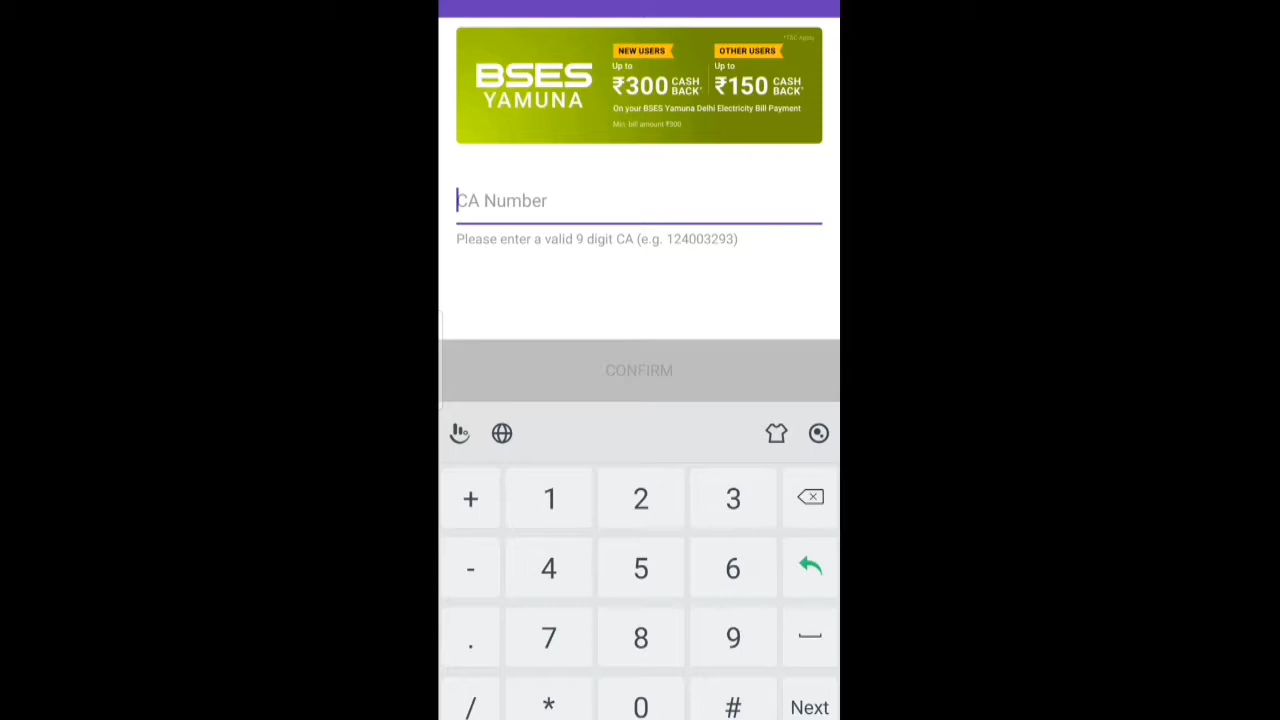 *T&C Apply
NEW USERS OTHER USERS
Up to Up to
BSES
YAMUNA
₹300 CASH BACK* ₹150 CASH BACK*
On your BSES Yamuna Delhi Electricity Bill Payment
Min. bill amount ₹300
CA Number
Please enter a valid 9 digit CA (e.g. 124003293)
CONFIRM
+ 1 2 3
- 4 5 6
. 7 8 9
/ * 0 # Next